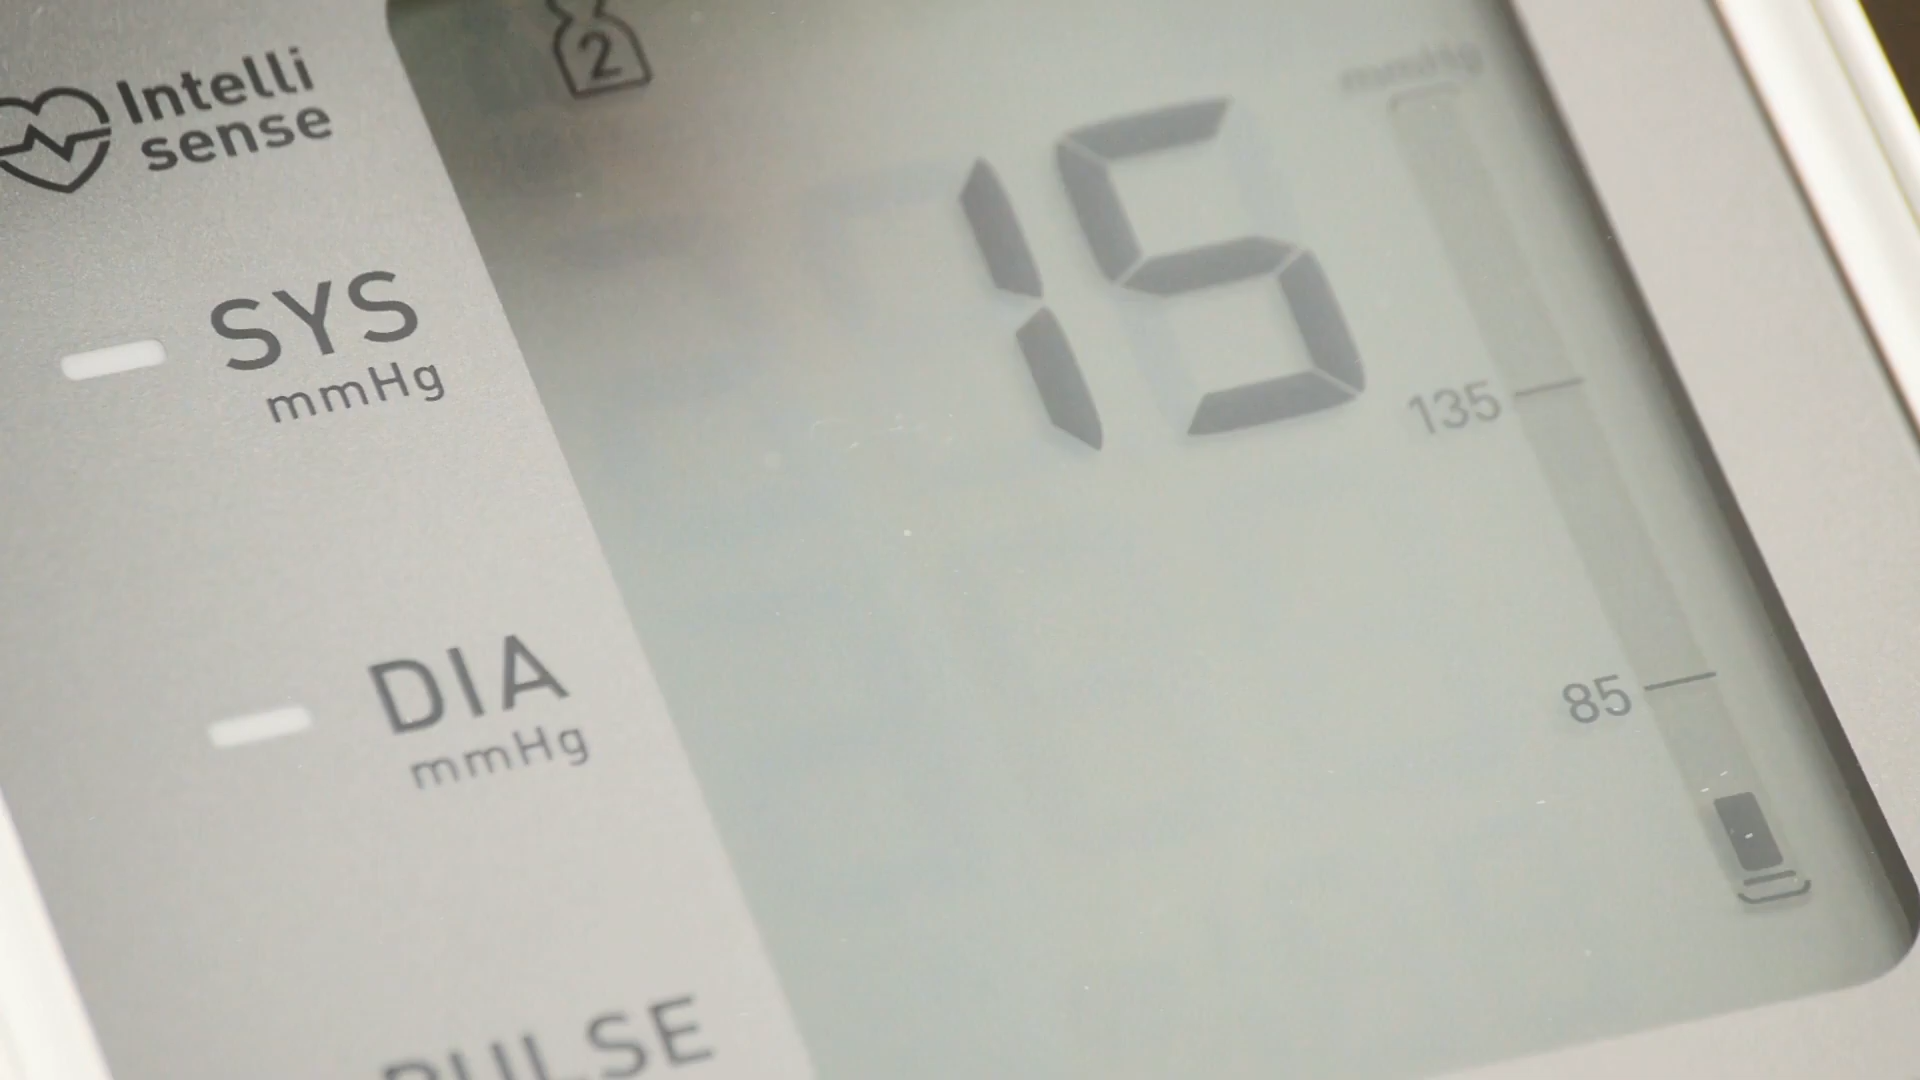 Intelli
sense
2
mmHg
15
SYS
mmHg
135
DIA
mmHg
85
PULSE